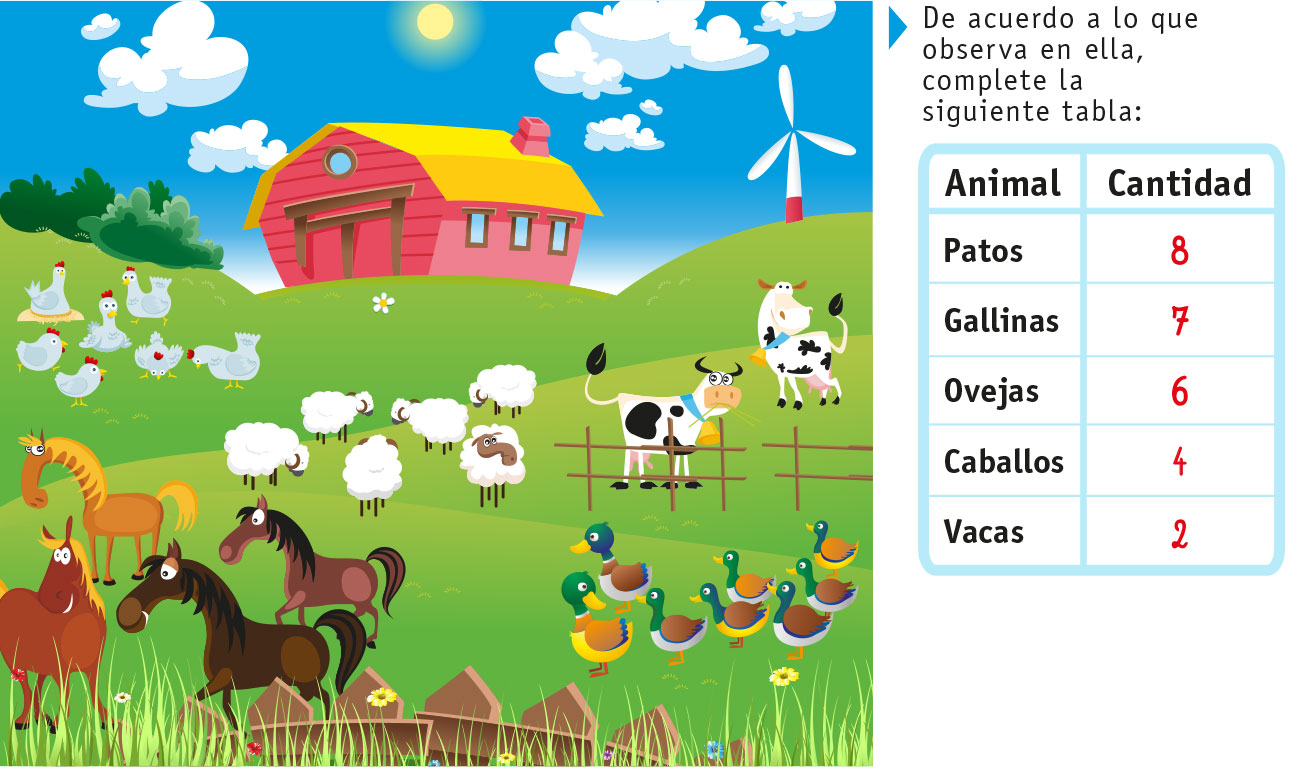 De acuerdo a lo que
observa en ella,
complete la
siguiente tabla:
Animal Cantidad
Patos 8
Gallinas 7
Ovejas 6
Caballos 4
Vacas 2